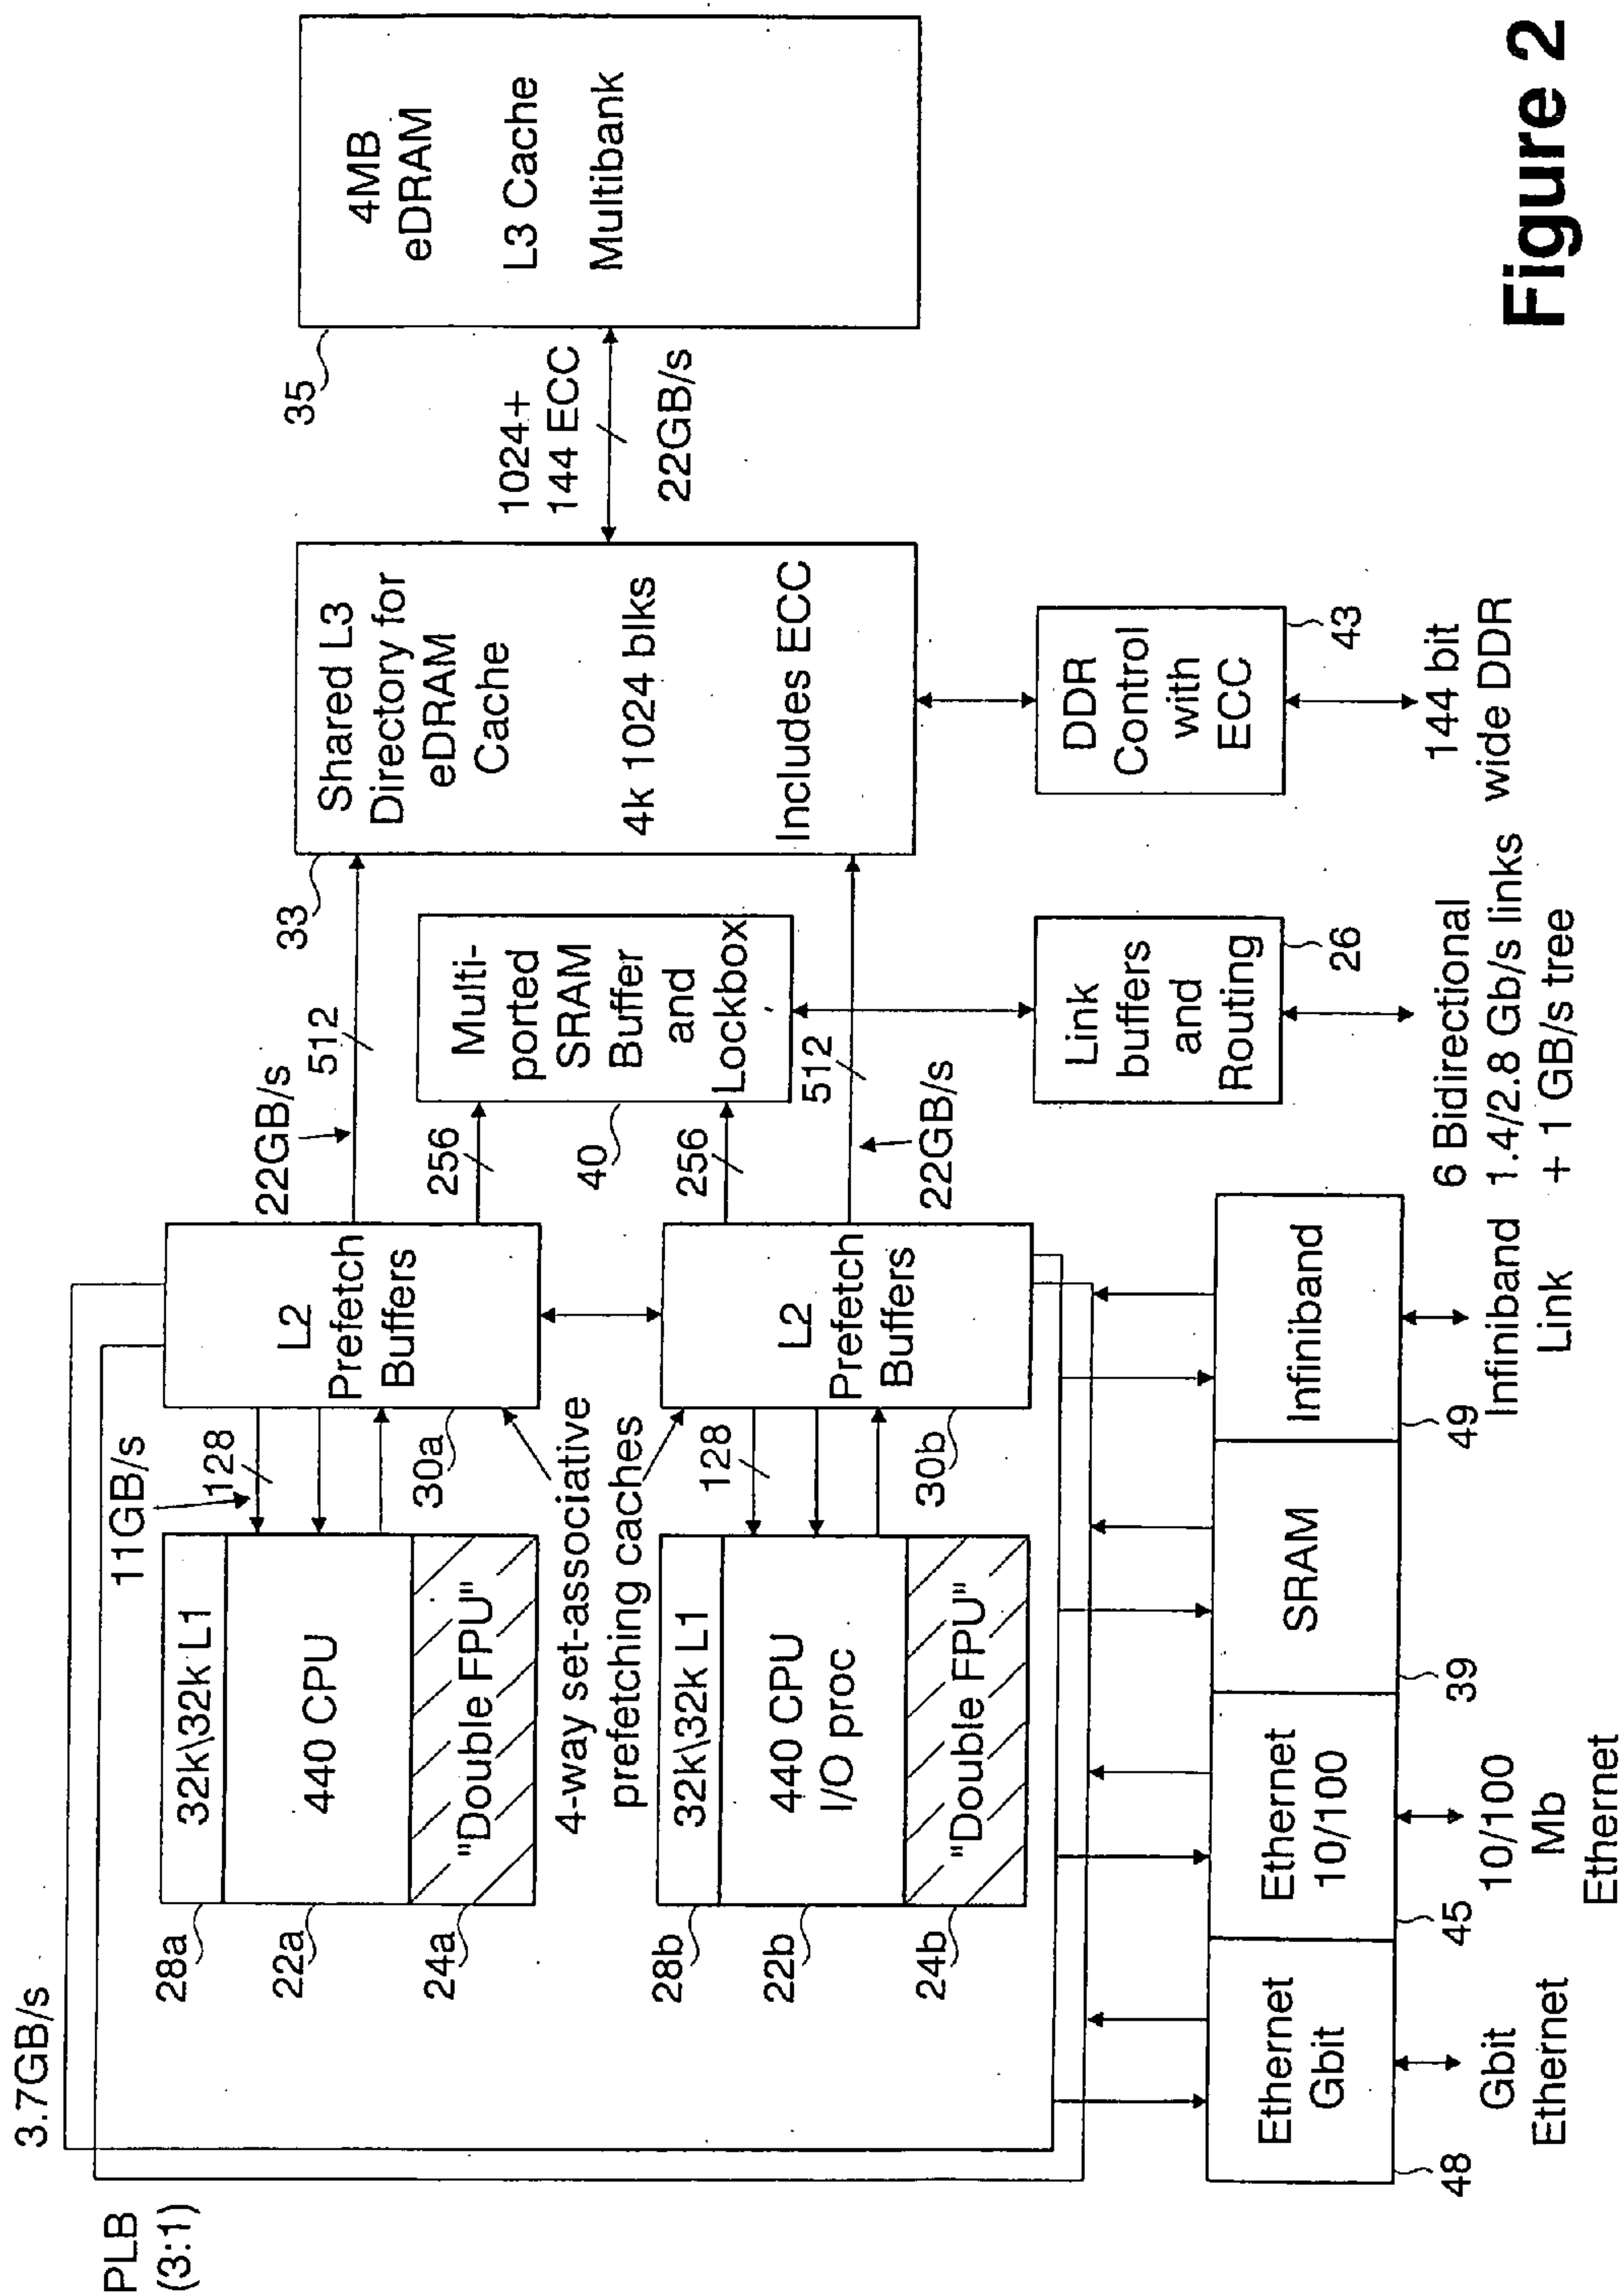 PLB
(3:1)
3.7GB/s
11GB/s
128
28a
32k\32k L1
22a
440 CPU
24a
"Double FPU"
L2
Prefetch
Buffers
30a
4-way set-associative
prefetching caches
28b
32k\32k L1
22b
440 CPU
I/O proc
24b
"Double FPU"
128
L2
Prefetch
Buffers
30b
22GB/s
512
256
40
256
512
22GB/s
Multi-
ported
SRAM
Buffer
and
Lockbox
33
Shared L3
Directory for
eDRAM
Cache
4k 1024 blks
Includes ECC
1024+
144 ECC
22GB/s
35
4MB
eDRAM
L3 Cache
Multibank
48
Ethernet
Gbit
Gbit
Ethernet
45
Ethernet
10/100
10/100
Mb
Ethernet
39
SRAM
49
Infiniband
Infiniband
Link
Link
buffers
and
Routing
26
6 Bidirectional
1.4/2.8 Gb/s links
+ 1 GB/s tree
DDR
Control
with
ECC
43
144 bit
wide DDR
Figure 2